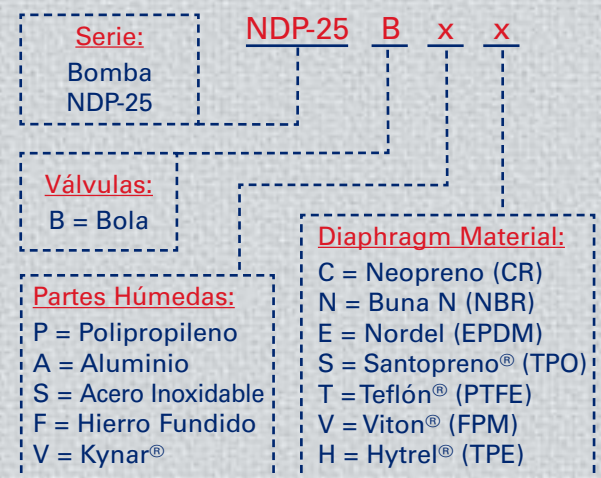 NDP-25 B x x
Serie:
Bomba
NDP-25
Válvulas:
B = Bola
Partes Húmedas:
P = Polipropileno
A = Aluminio
S = Acero Inoxidable
F = Hierro Fundido
V = Kynar®
Diaphragm Material:
C = Neopreno (CR)
N = Buna N (NBR)
E = Nordel (EPDM)
S = Santopreno® (TPO)
T = Teflón® (PTFE)
V = Viton® (FPM)
H = Hytrel® (TPE)